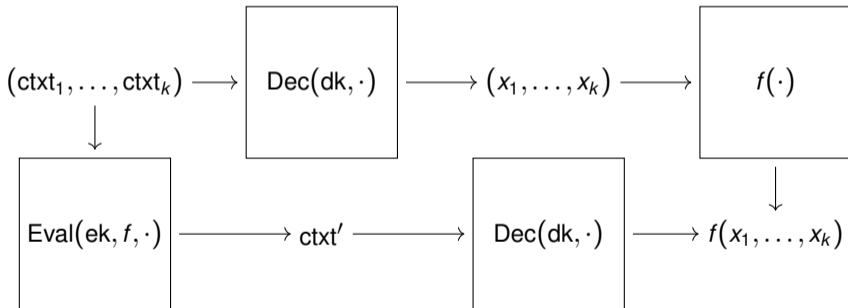 (ctxt₁, . . . , ctxtₖ) Dec(dk, ·) (x₁, . . . , xₖ) f(·)
Eval(ek, f, ·) ctxt′ Dec(dk, ·) f(x₁, . . . , xₖ)